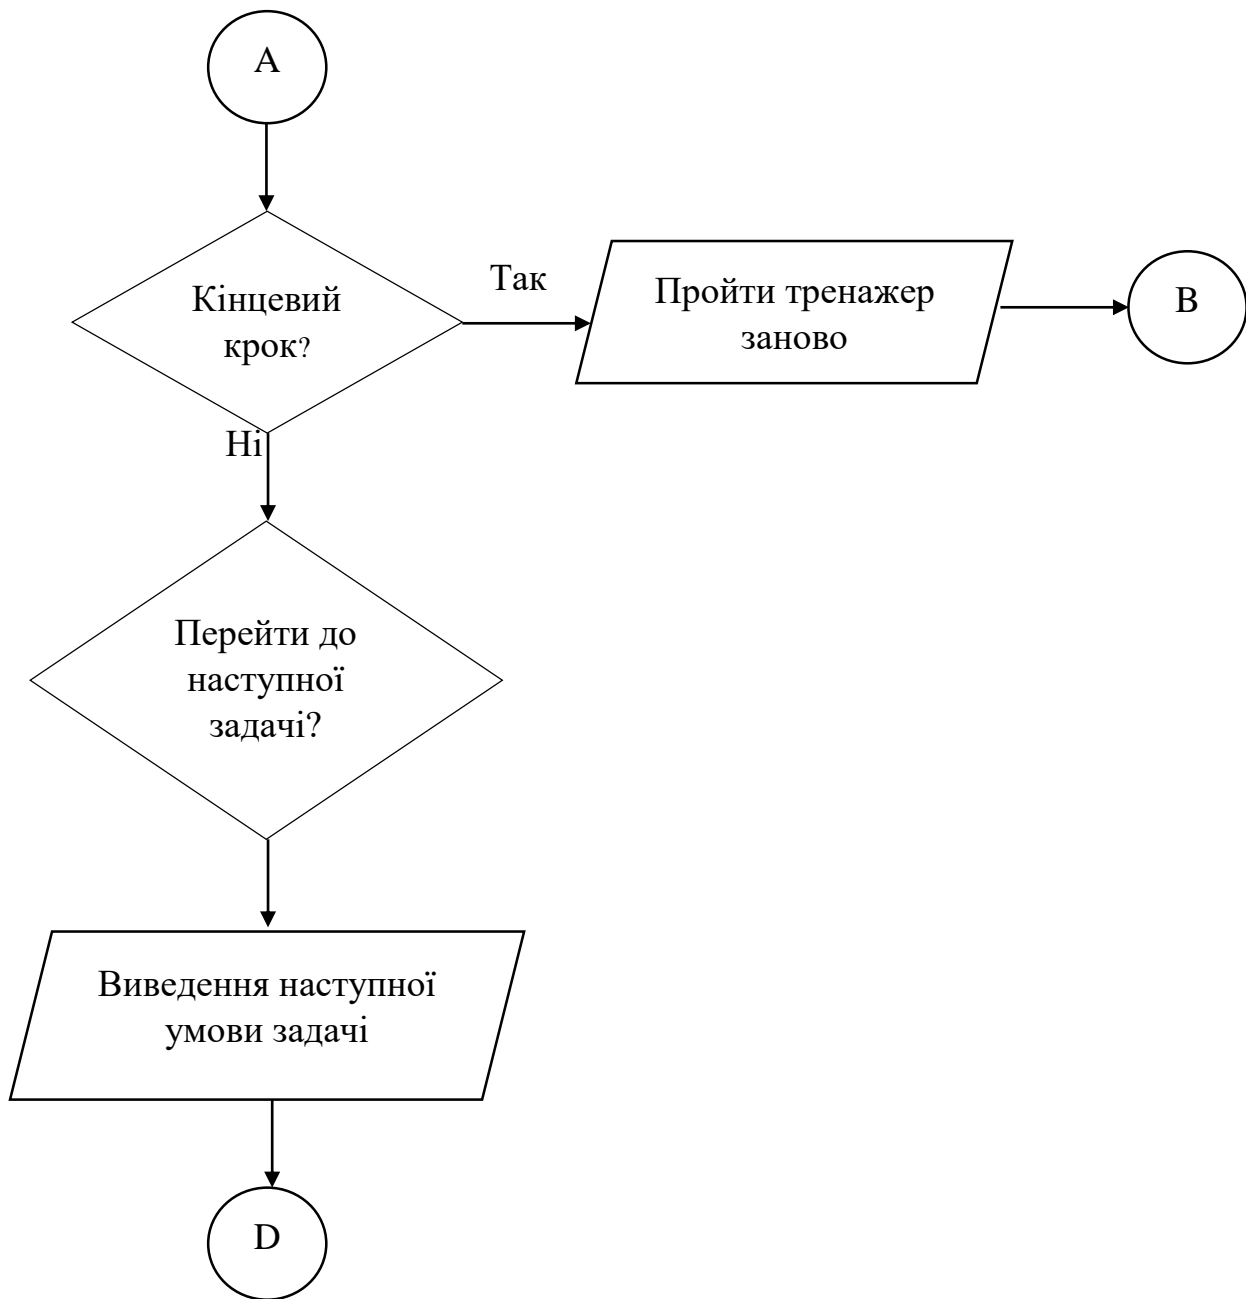 A
Кінцевий
крок?
Так
Пройти тренажер
заново
B
Ні
Перейти до
наступної
задачі?
Виведення наступної
умови задачі
D